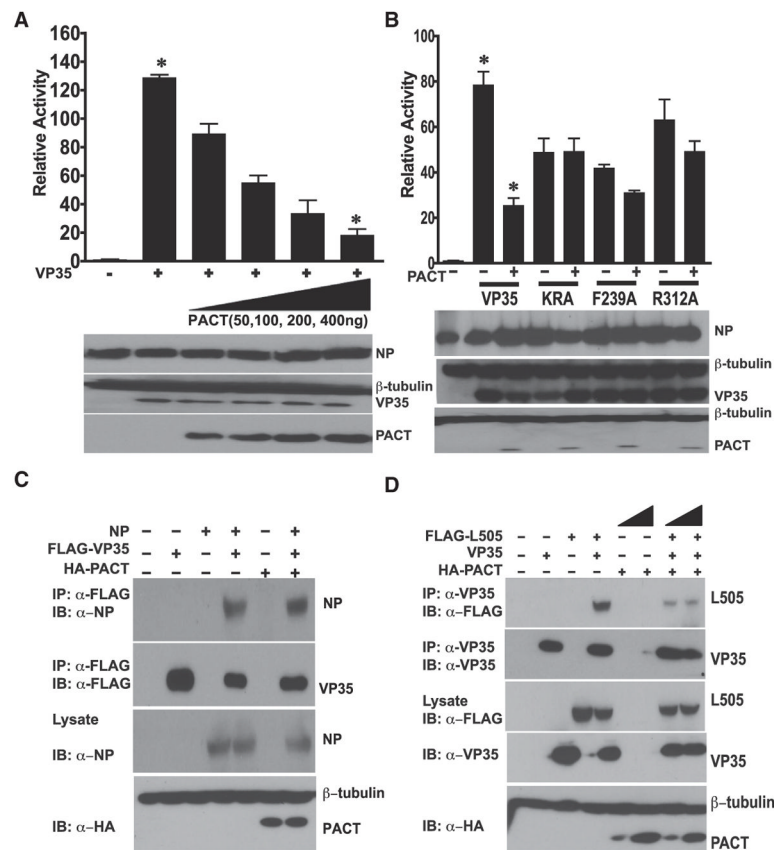 A
Relative Activity
160
140
120
100
80
60
40
20
0
*
*
VP35 - + + + + +
PACT(50,100, 200, 400ng)
NP
β-tubulin
VP35
PACT
B
Relative Activity
100
80
60
40
20
0
*
*
PACT − − + − + − + − +
VP35 KRA F239A R312A
NP
β-tubulin
VP35
β-tubulin
PACT
C
NP − − + + − +
FLAG-VP35 − + − + − +
HA-PACT − − − − + +
IP: α-FLAG
IB: α-NP
NP
IP: α-FLAG
IB: α-FLAG
VP35
Lysate
IB: α−NP
NP
β−tubulin
IB: α-HA
PACT
D
FLAG-L505 − − + + − − + +
VP35 − + − + − − + +
HA-PACT − − − − + + + +
IP: α-VP35
IB: α-FLAG
L505
IP: α-VP35
IB: α-VP35
VP35
Lysate
IB: α−FLAG
L505
IB: α-VP35
VP35
β−tubulin
IB: α-HA
PACT